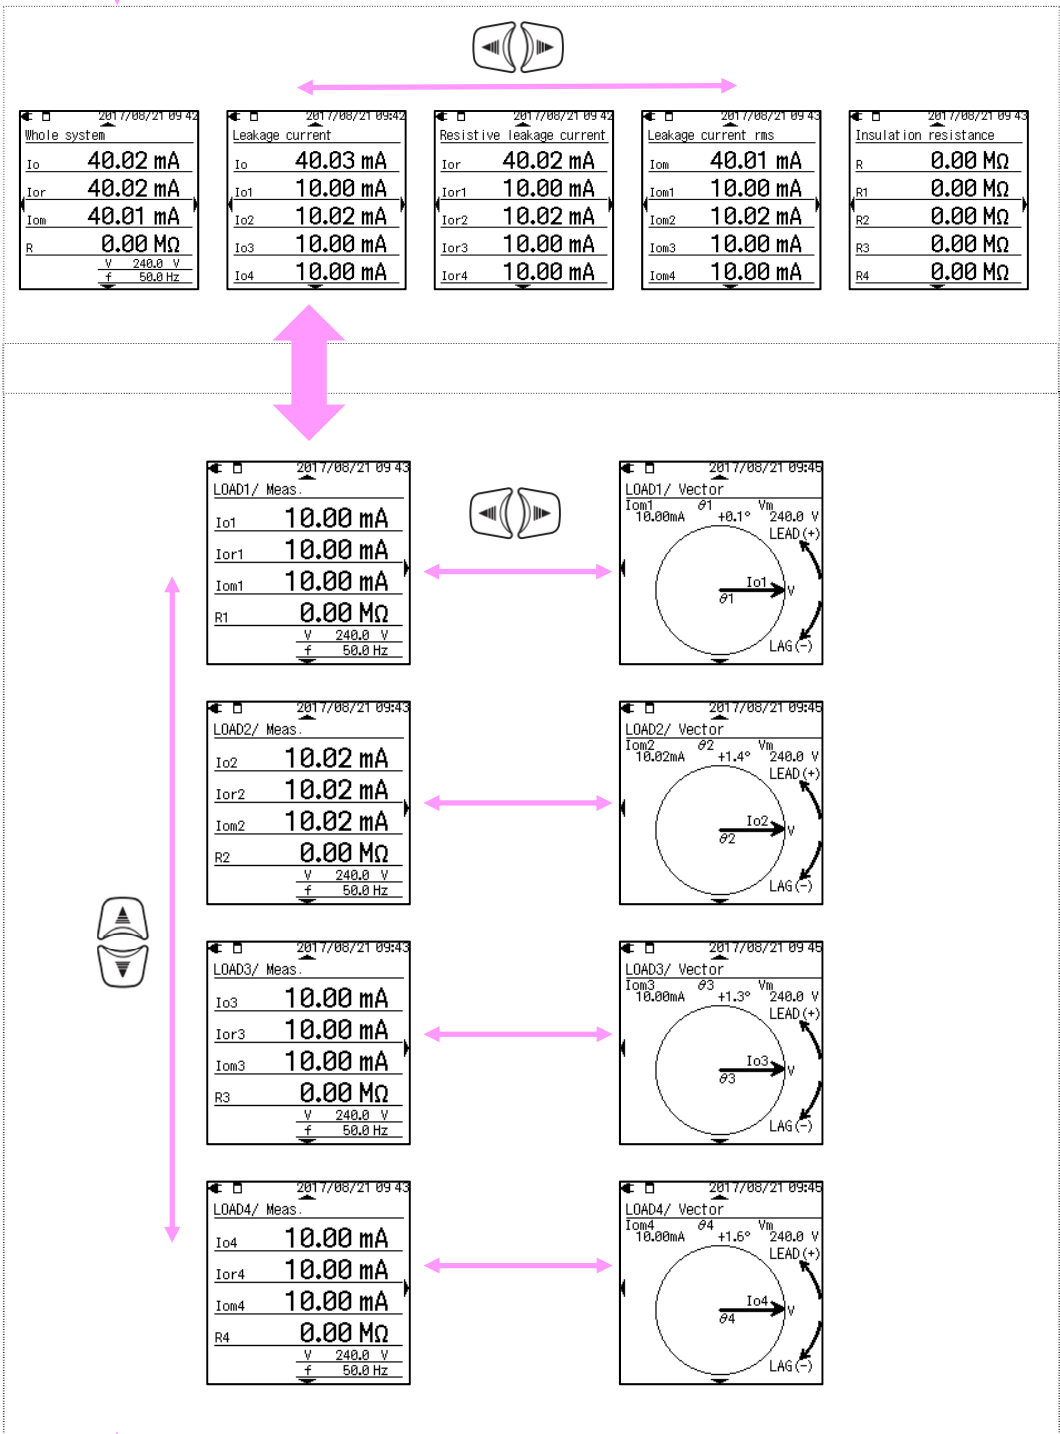 2017/08/21 09 42
Whole system
Io 40.02 mA
Ior 40.02 mA
Iom 40.01 mA
R 0.00 MΩ
V 240.0 V
f 50.0 Hz
2017/08/21 09:42
Leakage current
Io 40.03 mA
Io1 10.00 mA
Io2 10.02 mA
Io3 10.00 mA
Io4 10.00 mA
2017/08/21 09 42
Resistive leakage current
Ior 40.02 mA
Ior1 10.00 mA
Ior2 10.02 mA
Ior3 10.00 mA
Ior4 10.00 mA
2017/08/21 09 43
Leakage current rms
Iom 40.01 mA
Iom1 10.00 mA
Iom2 10.02 mA
Iom3 10.00 mA
Iom4 10.00 mA
2017/08/21 09 43
Insulation resistance
R 0.00 MΩ
R1 0.00 MΩ
R2 0.00 MΩ
R3 0.00 MΩ
R4 0.00 MΩ
2017/08/21 09 43
LOAD1/ Meas.
Io1 10.00 mA
Ior1 10.00 mA
Iom1 10.00 mA
R1 0.00 MΩ
V 240.0 V
f 50.0 Hz
2017/08/21 09:45
LOAD1/ Vector
Iom1 θ1 Vm
10.00mA +0.1° 240.0 V
LEAD(+)
Io1
V
θ1
LAG(-)
2017/08/21 09:43
LOAD2/ Meas.
Io2 10.02 mA
Ior2 10.02 mA
Iom2 10.02 mA
R2 0.00 MΩ
V 240.0 V
f 50.0 Hz
2017/08/21 09:45
LOAD2/ Vector
Iom2 θ2 Vm
10.02mA +1.4° 240.0 V
LEAD(+)
Io2
V
θ2
LAG(-)
2017/08/21 09:43
LOAD3/ Meas.
Io3 10.00 mA
Ior3 10.00 mA
Iom3 10.00 mA
R3 0.00 MΩ
V 240.0 V
f 50.0 Hz
2017/08/21 09 45
LOAD3/ Vector
Iom3 θ3 Vm
10.00mA +1.3° 240.0 V
LEAD(+)
Io3
V
θ3
LAG(-)
2017/08/21 09 43
LOAD4/ Meas.
Io4 10.00 mA
Ior4 10.00 mA
Iom4 10.00 mA
R4 0.00 MΩ
V 240.0 V
f 50.0 Hz
2017/08/21 09:45
LOAD4/ Vector
Iom4 θ4 Vm
10.00mA +1.6° 240.0 V
LEAD(+)
Io4
V
θ4
LAG(-)